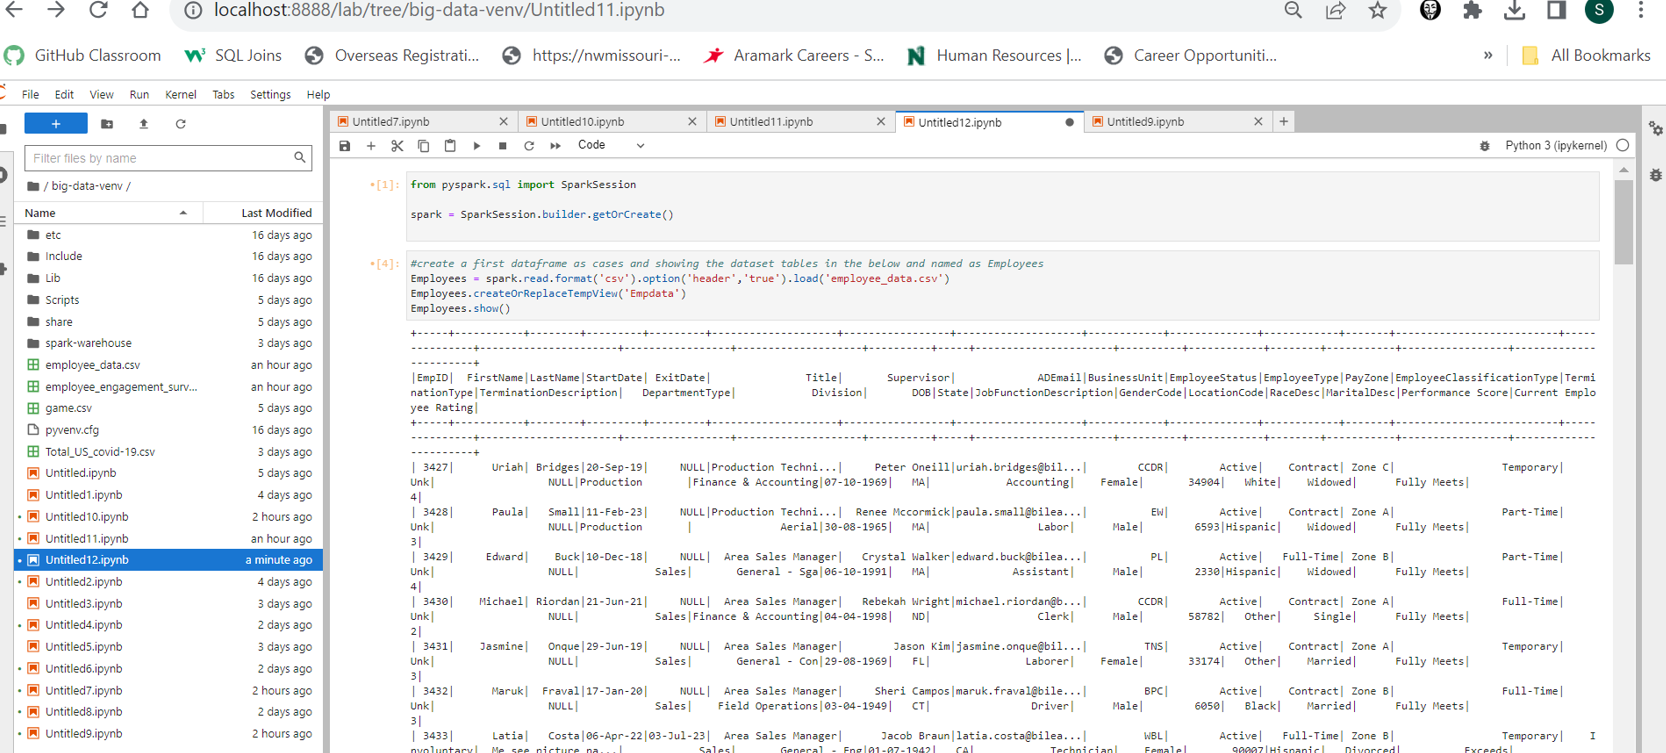 localhost:8888/lab/tree/big-data-venv/Untitled11.ipynb
S
GitHub Classroom
SQL Joins
Overseas Registrati...
https://nwmissouri-...
Aramark Careers - S...
Human Resources |...
Career Opportuniti...
»
All Bookmarks
File Edit View Run Kernel Tabs Settings Help
Filter files by name
/ big-data-venv /
Name Last Modified
etc 16 days ago
Include 16 days ago
Lib 16 days ago
Scripts 5 days ago
share 5 days ago
spark-warehouse 3 days ago
employee_data.csv an hour ago
employee_engagement_surv... an hour ago
game.csv 5 days ago
pyvenv.cfg 16 days ago
Total_US_covid-19.csv 3 days ago
Untitled.ipynb 5 days ago
Untitled1.ipynb 4 days ago
Untitled10.ipynb 2 hours ago
Untitled11.ipynb an hour ago
Untitled12.ipynb a minute ago
Untitled2.ipynb 4 days ago
Untitled3.ipynb 3 days ago
Untitled4.ipynb 2 days ago
Untitled5.ipynb 3 days ago
Untitled6.ipynb 2 days ago
Untitled7.ipynb 2 hours ago
Untitled8.ipynb 2 days ago
Untitled9.ipynb 2 hours ago
Untitled7.ipynb
Untitled10.ipynb
Untitled11.ipynb
Untitled12.ipynb
Untitled9.ipynb
Code
Python 3 (ipykernel)
[1]: from pyspark.sql import SparkSession
spark = SparkSession.builder.getOrCreate()
[4]: #create a first dataframe as cases and showing the dataset tables in the below and named as Employees
Employees = spark.read.format('csv').option('header','true').load('employee_data.csv')
Employees.createOrReplaceTempView('Empdata')
Employees.show()
|EmpID| FirstName|LastName|StartDate| ExitDate| Title| Supervisor| ADEmail|BusinessUnit|EmployeeStatus|EmployeeType|PayZone|EmployeeClassificationType|Termi
nationType|TerminationDescription| DepartmentType| Division| DOB|State|JobFunctionDescription|GenderCode|LocationCode|RaceDesc|MaritalDesc|Performance Score|Current Emplo
yee Rating|
| 3427| Uriah| Bridges|20-Sep-19| NULL|Production Techni...| Peter Oneill|uriah.bridges@bil...| CCDR| Active| Contract| Zone C| Temporary|
Unk| NULL|Production |Finance & Accounting|07-10-1969| MA| Accounting| Female| 34904| White| Widowed| Fully Meets|
4|
| 3428| Paula| Small|11-Feb-23| NULL|Production Techni...| Renee Mccormick|paula.small@bilea...| EW| Active| Contract| Zone A| Part-Time|
Unk| NULL|Production | Aerial|30-08-1965| MA| Labor| Male| 6593|Hispanic| Widowed| Fully Meets|
3|
| 3429| Edward| Buck|10-Dec-18| NULL| Area Sales Manager| Crystal Walker|edward.buck@bilea...| PL| Active| Full-Time| Zone B| Part-Time|
Unk| NULL| Sales| General - Sga|06-10-1991| MA| Assistant| Male| 2330|Hispanic| Widowed| Fully Meets|
4|
| 3430| Michael| Riordan|21-Jun-21| NULL| Area Sales Manager| Rebekah Wright|michael.riordan@b...| CCDR| Active| Contract| Zone A| Full-Time|
Unk| NULL| Sales|Finance & Accounting|04-04-1998| ND| Clerk| Male| 58782| Other| Single| Fully Meets|
2|
| 3431| Jasmine| Onque|29-Jun-19| NULL| Area Sales Manager| Jason Kim|jasmine.onque@bil...| TNS| Active| Contract| Zone A| Temporary|
Unk| NULL| Sales| General - Con|29-08-1969| FL| Laborer| Female| 33174| Other| Married| Fully Meets|
3|
| 3432| Maruk| Fraval|17-Jan-20| NULL| Area Sales Manager| Sheri Campos|maruk.fraval@bile...| BPC| Active| Contract| Zone B| Full-Time|
Unk| NULL| Sales| Field Operations|03-04-1949| CT| Driver| Male| 6050| Black| Married| Fully Meets|
3|
| 3433| Latia| Costa|06-Apr-22|03-Jul-23| Area Sales Manager| Jacob Braun|latia.costa@bilea...| WBL| Active| Full-Time| Zone B| Temporary| I
nvoluntary| Me see picture na...| Sales| General - Eng|01-07-1942| CA| Technician| Female| 90007|Hispanic| Divorced| Exceeds|